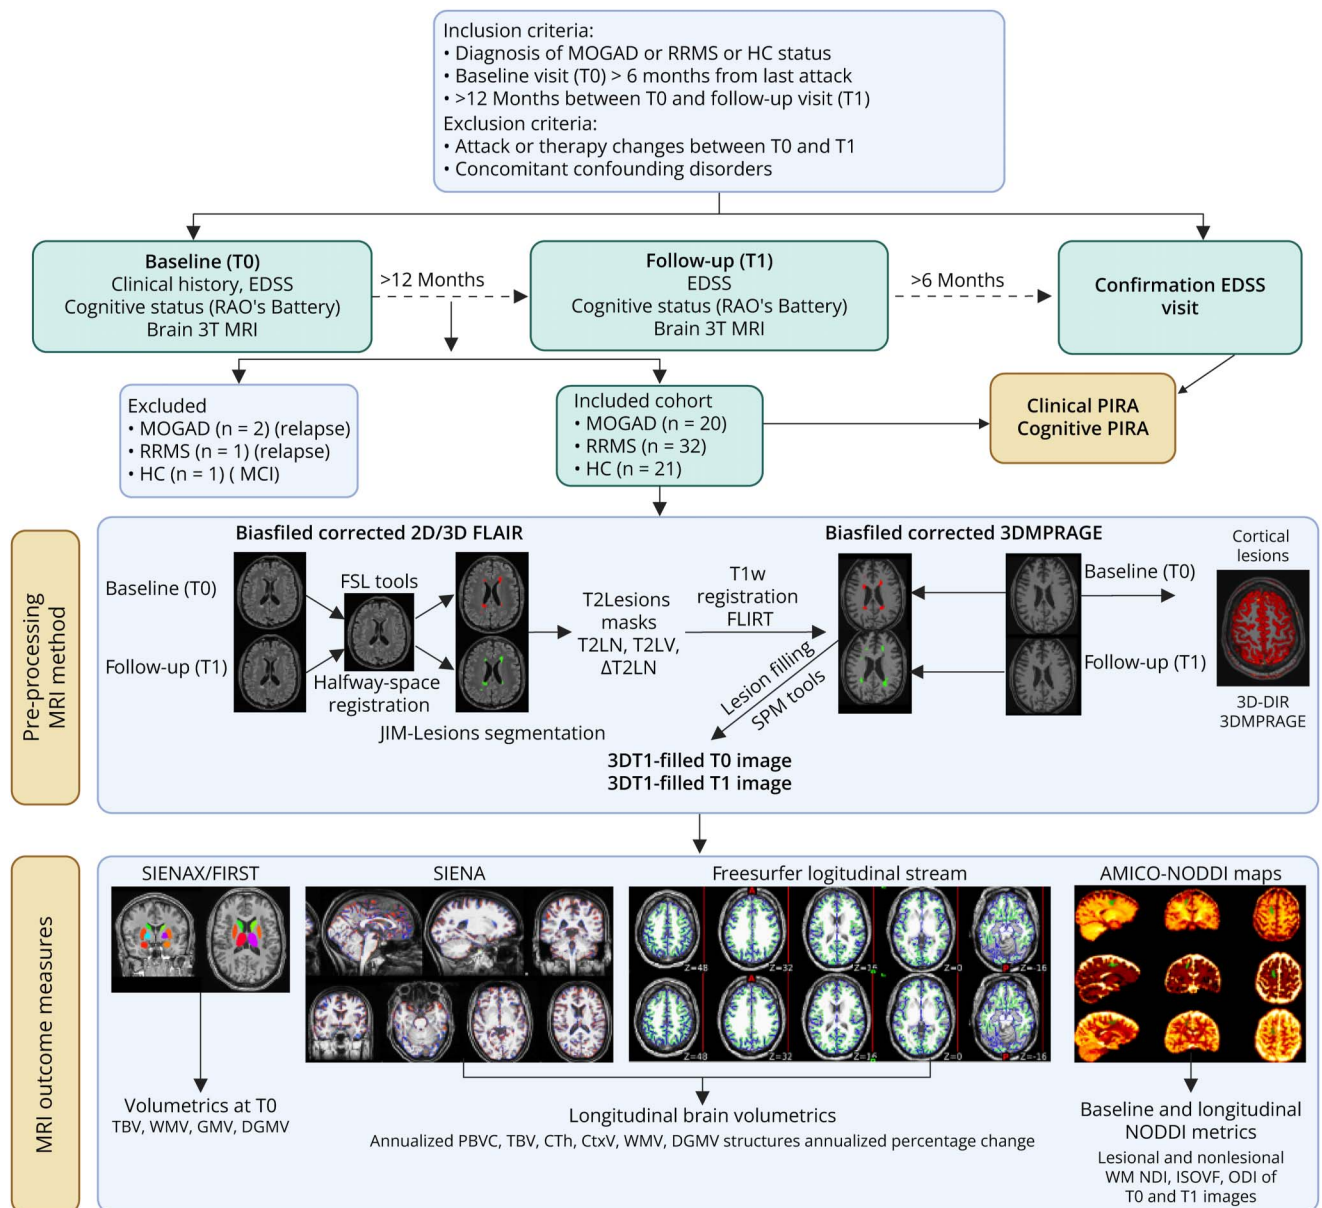 Inclusion criteria:
• Diagnosis of MOGAD or RRMS or HC status
• Baseline visit (T0) > 6 months from last attack
• >12 Months between T0 and follow-up visit (T1)
Exclusion criteria:
• Attack or therapy changes between T0 and T1
• Concomitant confounding disorders
Baseline (T0)
Clinical history, EDSS
Cognitive status (RAO's Battery)
Brain 3T MRI
>12 Months
Follow-up (T1)
EDSS
Cognitive status (RAO's Battery)
Brain 3T MRI
>6 Months
Confirmation EDSS
visit
Excluded
• MOGAD (n = 2) (relapse)
• RRMS (n = 1) (relapse)
• HC (n = 1) ( MCI)
Included cohort
• MOGAD (n = 20)
• RRMS (n = 32)
• HC (n = 21)
Clinical PIRA
Cognitive PIRA
Pre-processing
MRI method
Biasfiled corrected 2D/3D FLAIR
Baseline (T0)
Follow-up (T1)
FSL tools
Halfway-space
registration
JIM-Lesions segmentation
T2Lesions
masks
T2LN, T2LV,
ΔT2LN
T1w
registration
FLIRT
Biasfiled corrected 3DMPRAGE
Baseline (T0)
Follow-up (T1)
Cortical
lesions
3D-DIR
3DMPRAGE
Lesion filling
SPM tools
3DT1-filled T0 image
3DT1-filled T1 image
MRI outcome measures
SIENAX/FIRST
Volumetrics at T0
TBV, WMV, GMV, DGMV
SIENA
Freesurfer logitudinal stream
A
Z=48
Z=32
Z=16
Z=0
P
Z=-16
A
Z=48
Z=32
Z=16
Z=0
P
Z=-16
Longitudinal brain volumetrics
Annualized PBVC, TBV, CTh, CtxV, WMV, DGMV structures annualized percentage change
AMICO-NODDI maps
Baseline and longitudinal
NODDI metrics
Lesional and nonlesional
WM NDI, ISOVF, ODI of
T0 and T1 images